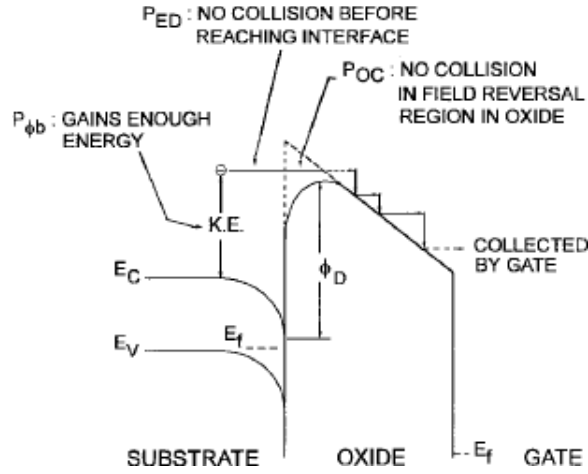 P_ED : NO COLLISION BEFORE
REACHING INTERFACE
P_OC : NO COLLISION
IN FIELD REVERSAL
REGION IN OXIDE
P_ϕb : GAINS ENOUGH
ENERGY
⊖
K.E.
COLLECTED
BY GATE
E_C
ϕ_D
E_f
E_V
E_f
SUBSTRATE OXIDE GATE